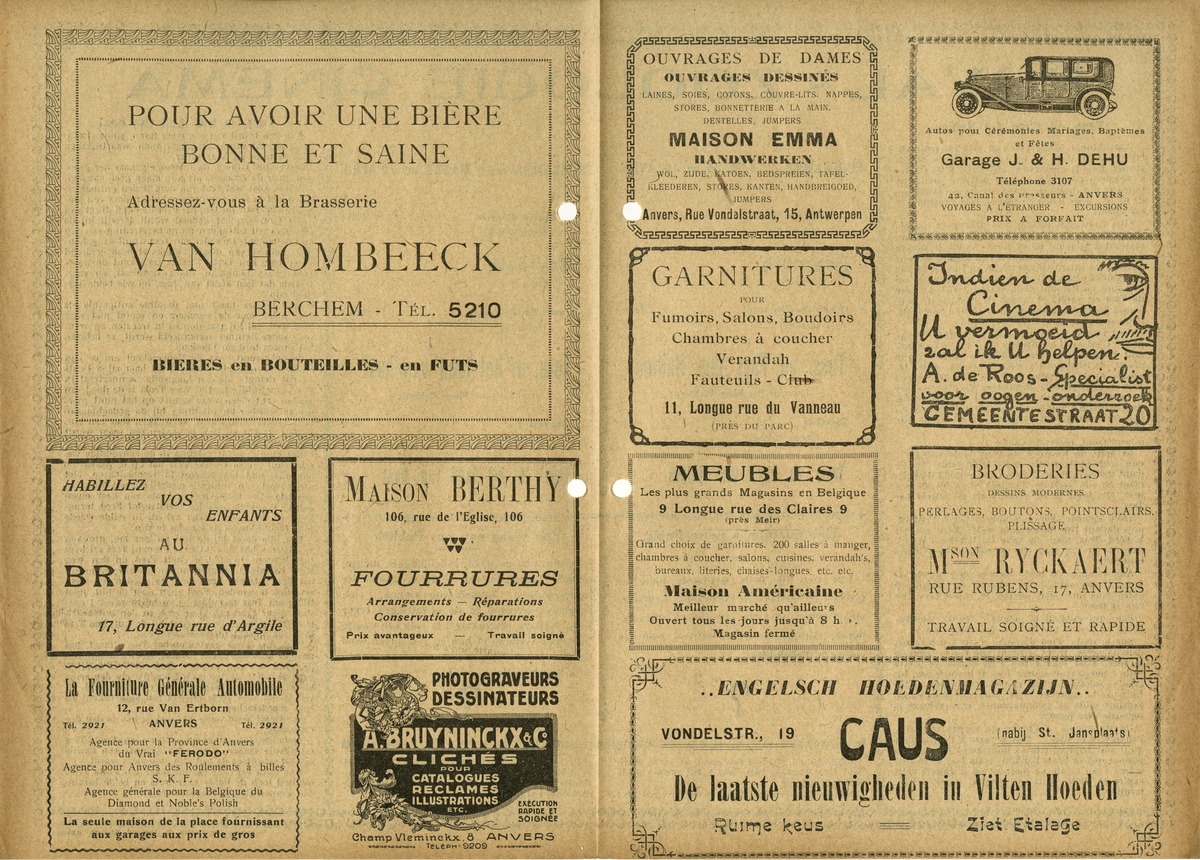 POUR AVOIR UNE BIÈRE
BONNE ET SAINE
Adressez-vous à la Brasserie
VAN HOMBEECK
BERCHEM - TÉL. 5210
BIERES en BOUTEILLES - en FUTS
HABILLEZ
VOS
ENFANTS
AU
BRITANNIA
17, Longue rue d'Argile
MAISON BERTHY
106, rue de l'Eglise, 106
FOURRURES
Arrangements — Réparations
Conservation de fourrures
Prix avantageux — Travail soigné
La Fourniture Générale Automobile
12, rue Van Ertborn
Tél. 2921 ANVERS Tél. 2921
Agence pour la Province d'Anvers
du Vrai "FERODO"
Agence pour Anvers des Roulements à billes
S. K. F.
Agence générale pour la Belgique du
Diamond et Noble's Polish
La seule maison de la place fournissant
aux garages aux prix de gros
PHOTOGRAVEURS
DESSINATEURS
A. BRUYNINCKX & Co
CLICHÉS
POUR
CATALOGUES
RECLAMES
ILLUSTRATIONS
ETC.
EXECUTION
RAPIDE ET
SOIGNÉE
Champ Vleminckx. 8 ANVERS
TELEPH. 9209
OUVRAGES DE DAMES
OUVRAGES DESSINÉS
LAINES, SOIES, COTONS, COUVRE-LITS, NAPPES,
STORES, BONNETTERIE A LA MAIN.
DENTELLES, JUMPERS
MAISON EMMA
HANDWERKEN
WOL, ZIJDE, KATOEN, BEDSPREIEN, TAFEL-
KLEEDEREN, STORES, KANTEN, HANDBREIGOED,
JUMPERS
Anvers, Rue Vondelstraat, 15, Antwerpen
Autos pour Cérémonies Mariages, Baptêmes
et Fêtes
Garage J. & H. DEHU
Téléphone 3107
42, Canal des Brasseurs - ANVERS
VOYAGES A L'ÉTRANGER - EXCURSIONS
PRIX A FORFAIT
GARNITURES
POUR
Fumoirs, Salons, Boudoirs
Chambres à coucher
Verandah
Fauteuils - Club
11, Longue rue du Vanneau
(PRÈS DU PARC)
Indien de
Cinema
U vermoeid
zal ik U helpen.
A. de Roos - Specialist
voor oogen-onderzoek
GEMEENTESTRAAT 20
MEUBLES
Les plus grands Magasins en Belgique
9 Longue rue des Claires 9
(près Meir)
Grand choix de garnitures. 200 salles à manger,
chambres à coucher, salons, cuisines, verandah's,
bureaux, literies, chaises-longues, etc. etc.
Maison Américaine
Meilleur marché qu'ailleurs
Ouvert tous les jours jusqu'à 8 h.
Magasin fermé
BRODERIES
DESSINS MODERNES
PERLAGES, BOUTONS, POINTSCLAIRS,
PLISSAGE
MSON RYCKAERT
RUE RUBENS, 17, ANVERS
TRAVAIL SOIGNÉ ET RAPIDE
..ENGELSCH HOEDENMAGAZIJN..
VONDELSTR., 19 CAUS (nabij St. Jansplaats)
De laatste nieuwigheden in Vilten Hoeden
Ruime keus Ziet Etalage